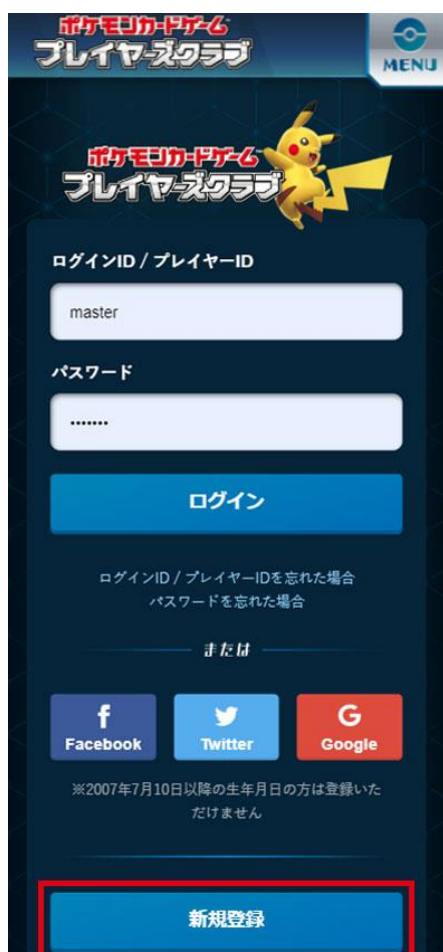 ポケモンカードゲーム
プレイヤーズクラブ
MENU
ポケモンカードゲーム
プレイヤーズクラブ
ログインID / プレイヤーID
master
パスワード
•••••••
ログイン
ログインID / プレイヤーIDを忘れた場合
パスワードを忘れた場合
または
f
Facebook
Twitter
G
Google
※2007年7月10日以降の生年月日の方は登録いた
だけません
新規登録